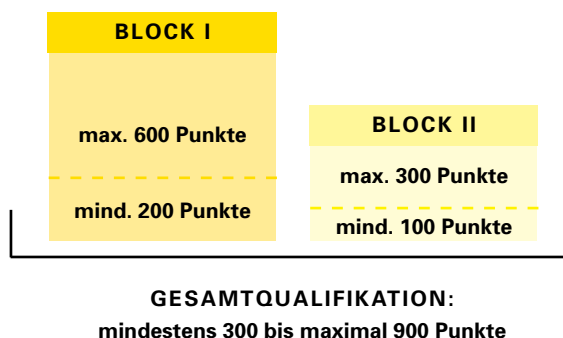 BLOCK I
max. 600 Punkte
mind. 200 Punkte
BLOCK II
max. 300 Punkte
mind. 100 Punkte
GESAMTQUALIFIKATION:
mindestens 300 bis maximal 900 Punkte